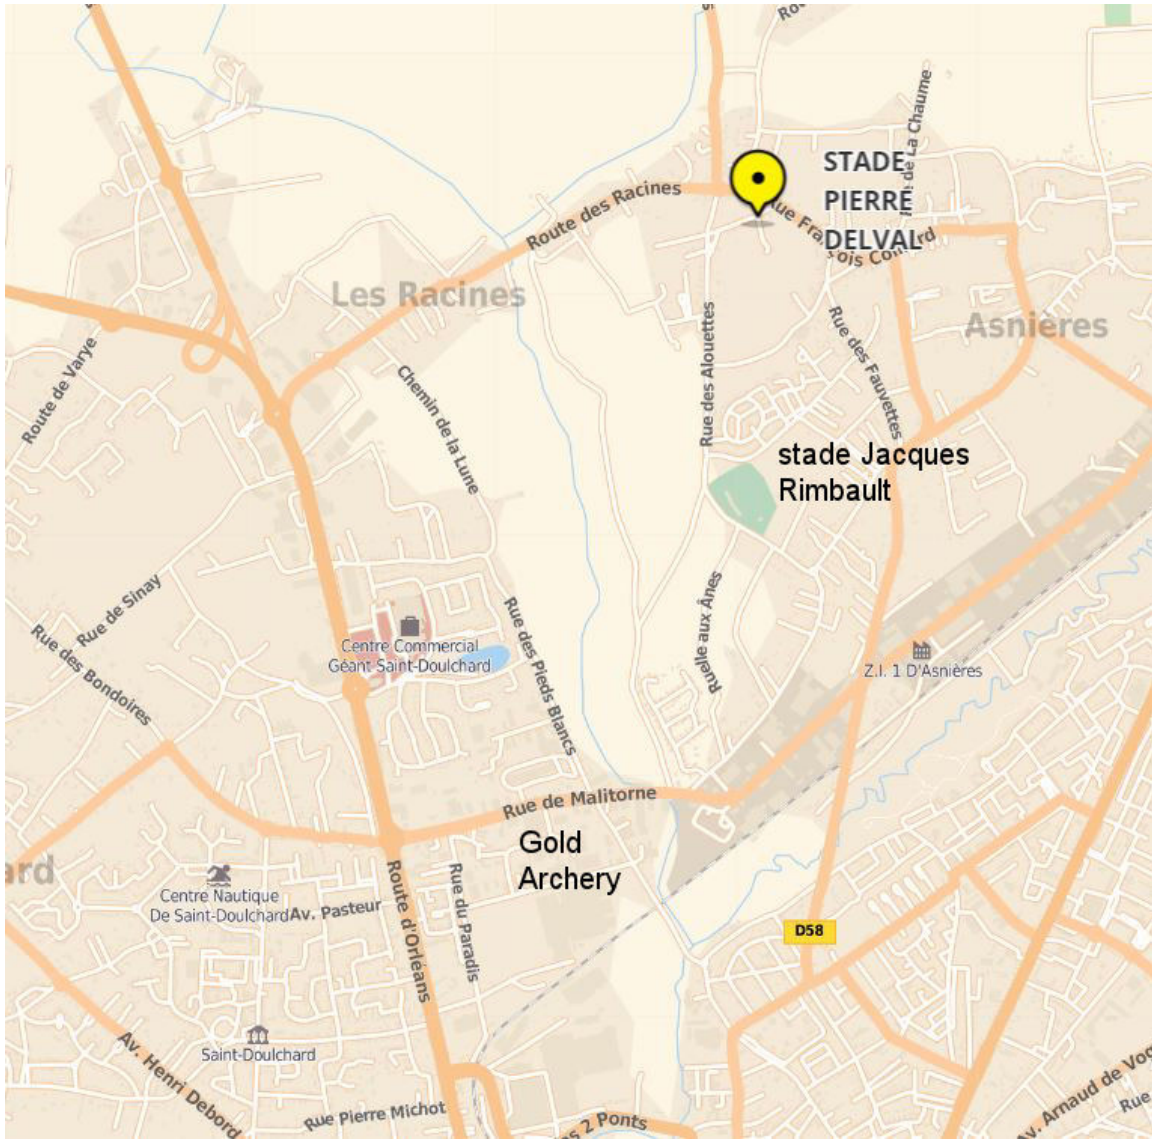 STADE
PIERRE
DELVAL
de La Chaume
Route des Racines
Rue François Coillard
Les Racines
Asnières
Route de Varye
Chemin de la Lune
Rue des Alouettes
Rue des Fauvettes
stade Jacques
Rimbault
Rue de Sinay
Rue des Bondoires
Centre Commercial
Géant Saint-Doulchard
Rue des Pieds Blancs
Ruelle aux Ânes
Z.I. 1 D'Asnières
Rue de Malitorne
Gold
Archery
ard
Centre Nautique
De Saint-Doulchard
Av. Pasteur
Route d'Orléans
Rue du Paradis
D58
Saint-Doulchard
Av. Henri Debord
Rue Pierre Michot
s 2 Ponts
Av. Arnaud de Vog
Rue